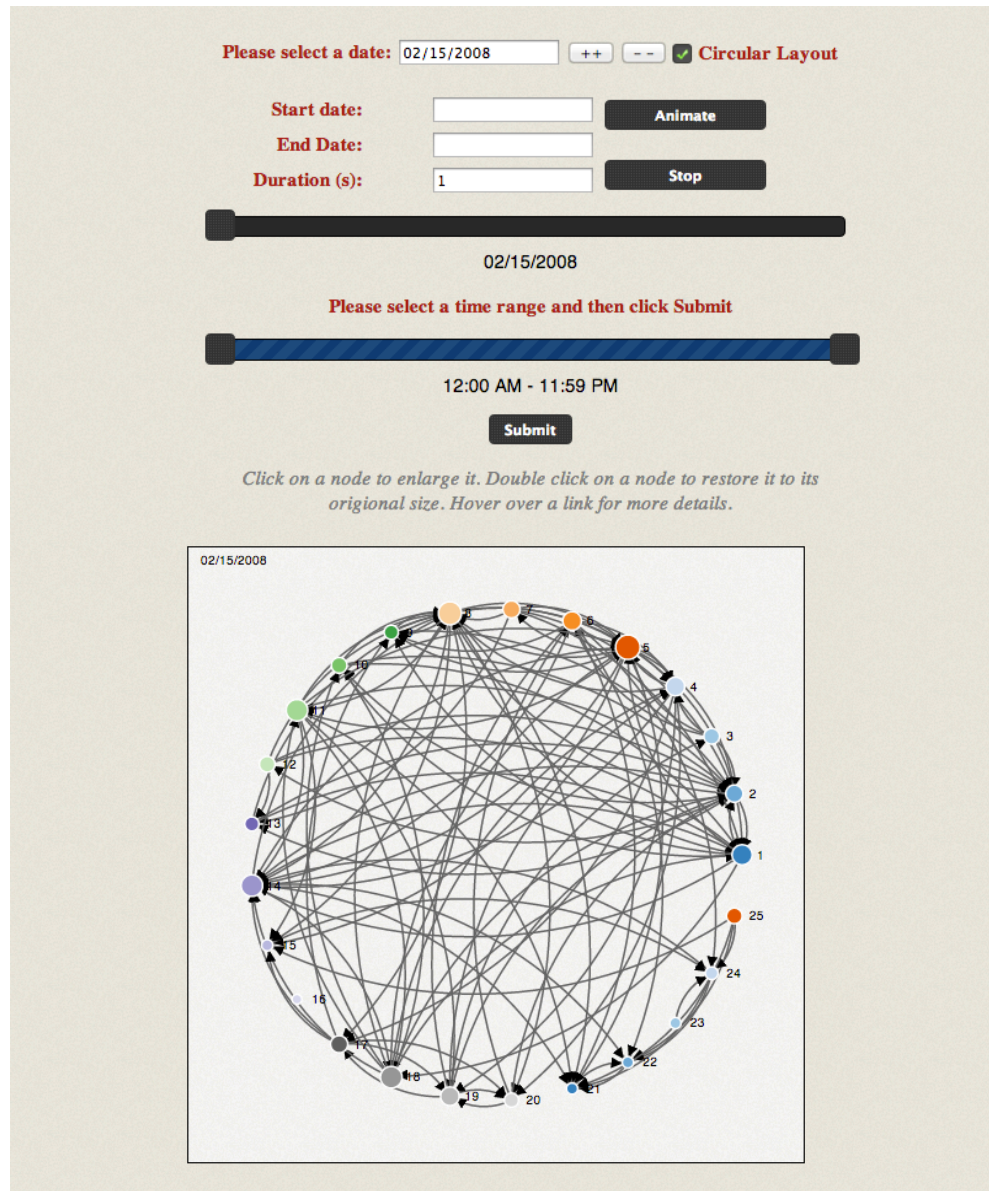 Please select a date: 02/15/2008 ++ -- Circular Layout
Start date:
Animate
End Date:
Duration (s): 1
Stop
02/15/2008
Please select a time range and then click Submit
12:00 AM - 11:59 PM
Submit
Click on a node to enlarge it. Double click on a node to restore it to its
origional size. Hover over a link for more details.
02/15/2008
8
7
6
9
5
10
4
11
3
12
2
13
1
14
25
15
24
16
23
17
22
18
21
19
20